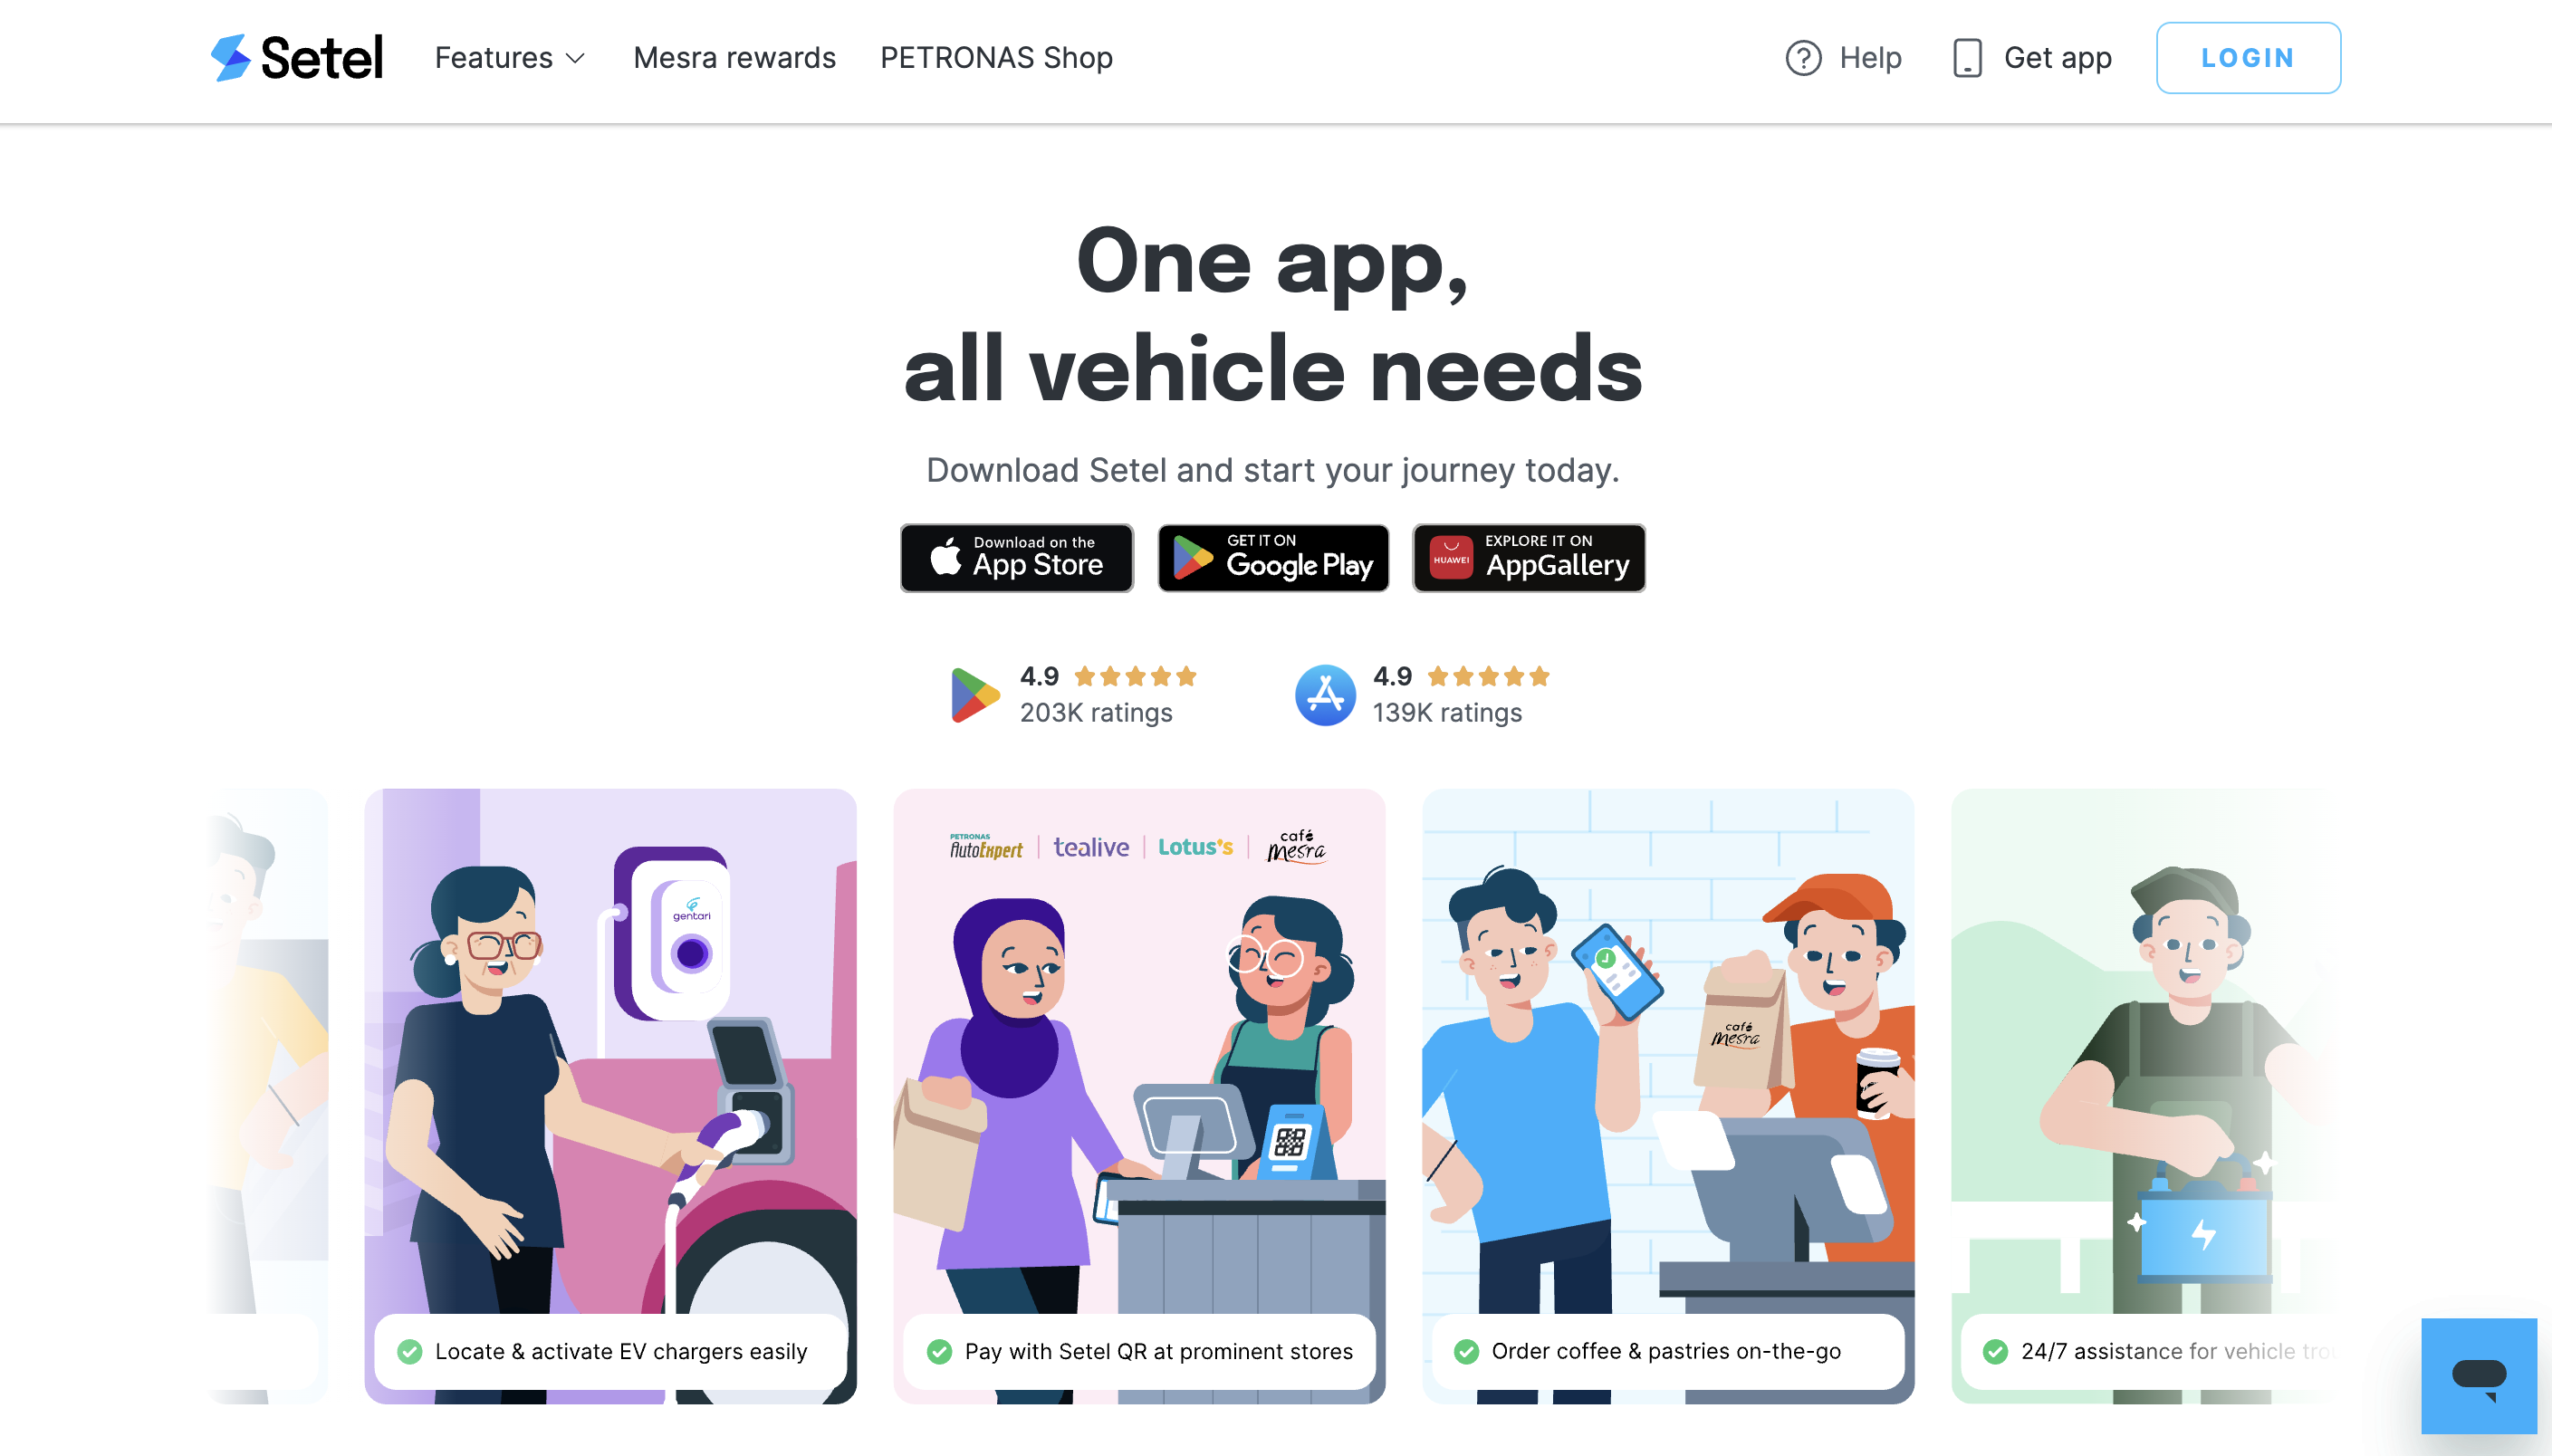 Setel
Features
Mesra rewards
PETRONAS Shop
Help
Get app
LOGIN
One app,
all vehicle needs
Download Setel and start your journey today.
Download on the
App Store
GET IT ON
Google Play
HUAWEI
EXPLORE IT ON
AppGallery
4.9
203K ratings
4.9
139K ratings
gentari
Locate & activate EV chargers easily
PETRONAS
AutoExpert
tealive
Lotus's
café
mesra
Pay with Setel QR at prominent stores
café
mesra
Order coffee & pastries on-the-go
24/7 assistance for vehicle trou